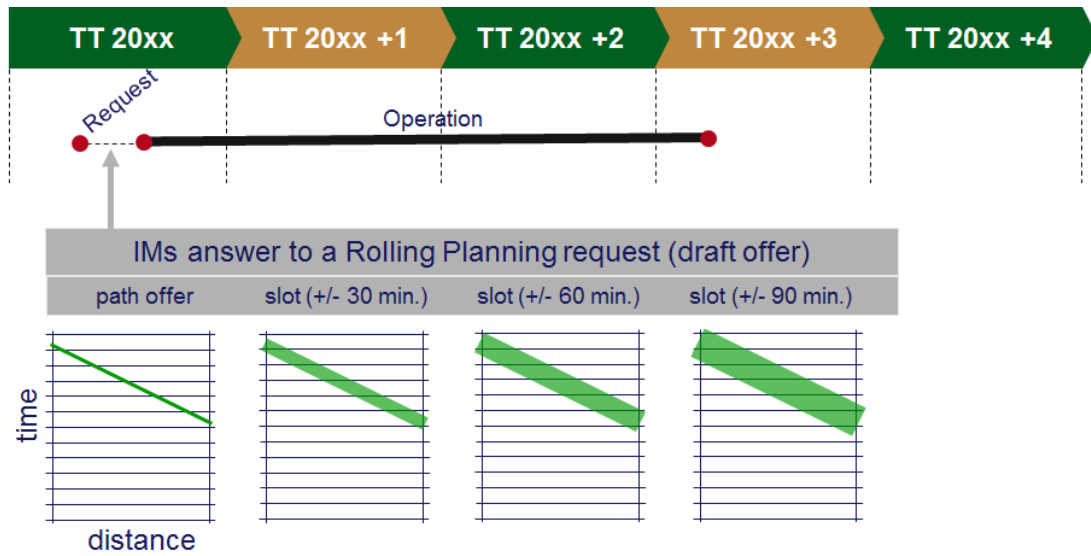 TT 20xx
TT 20xx +1
TT 20xx +2
TT 20xx +3
TT 20xx +4
Request
Operation
IMs answer to a Rolling Planning request (draft offer)
path offer
slot (+/- 30 min.)
slot (+/- 60 min.)
slot (+/- 90 min.)
time
distance